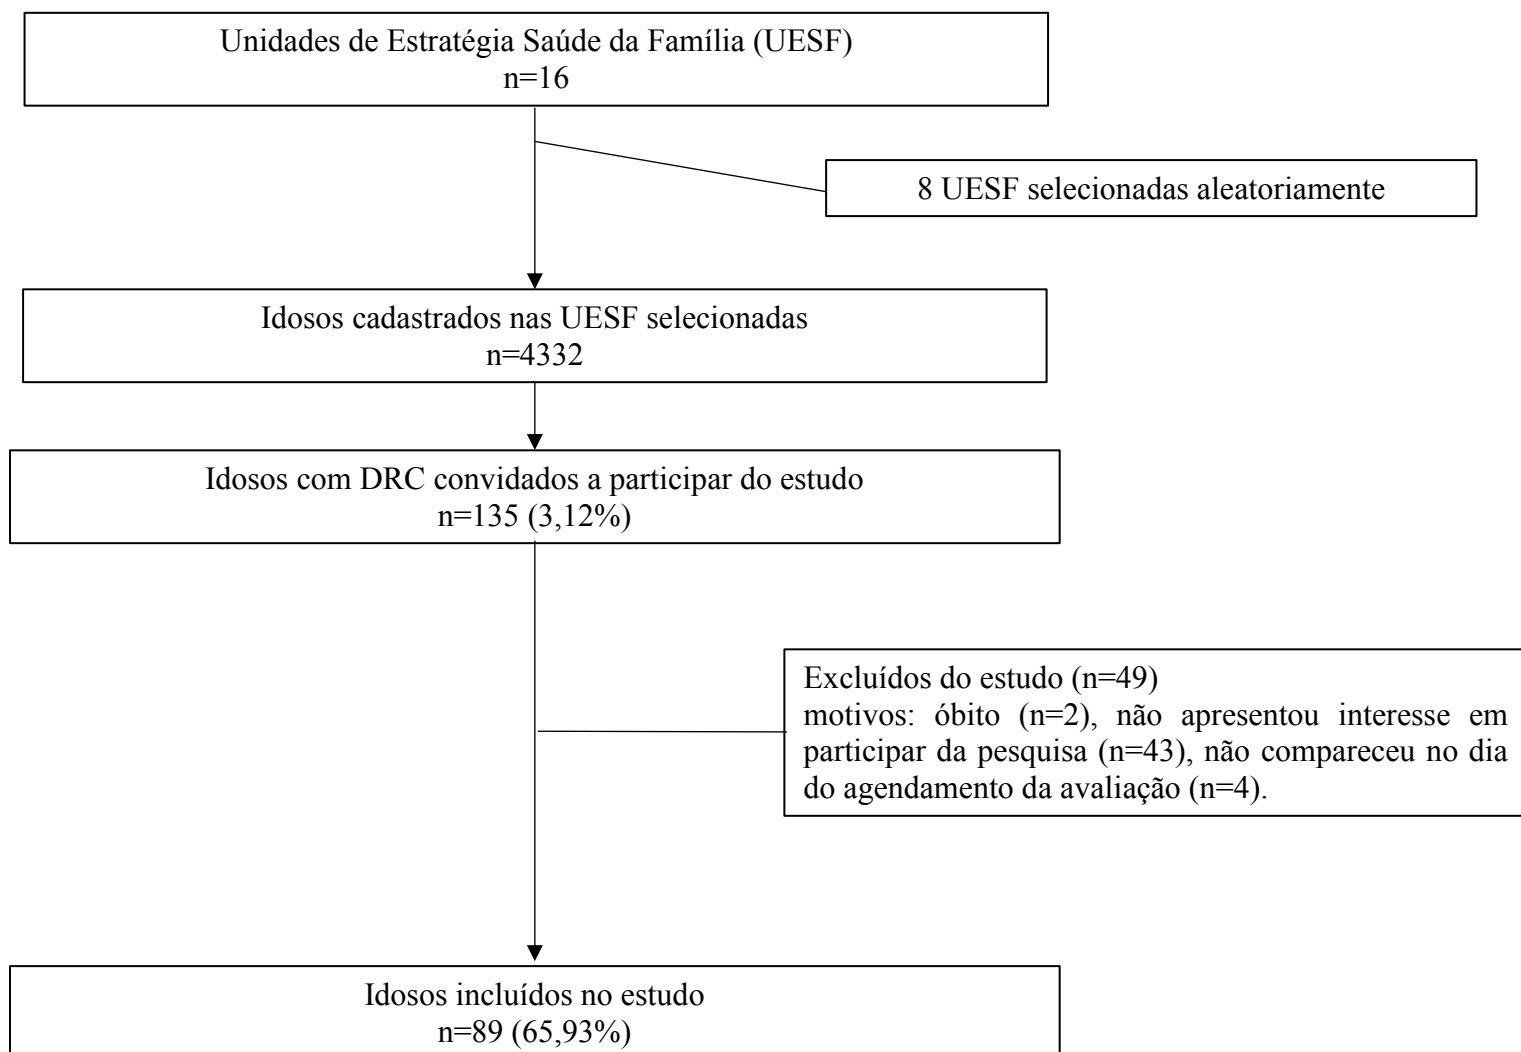 Unidades de Estratégia Saúde da Família (UESF)
n=16
8 UESF selecionadas aleatoriamente
Idosos cadastrados nas UESF selecionadas
n=4332
Idosos com DRC convidados a participar do estudo
n=135 (3,12%)
Excluídos do estudo (n=49)
motivos: óbito (n=2), não apresentou interesse em
participar da pesquisa (n=43), não compareceu no dia
do agendamento da avaliação (n=4).
Idosos incluídos no estudo
n=89 (65,93%)